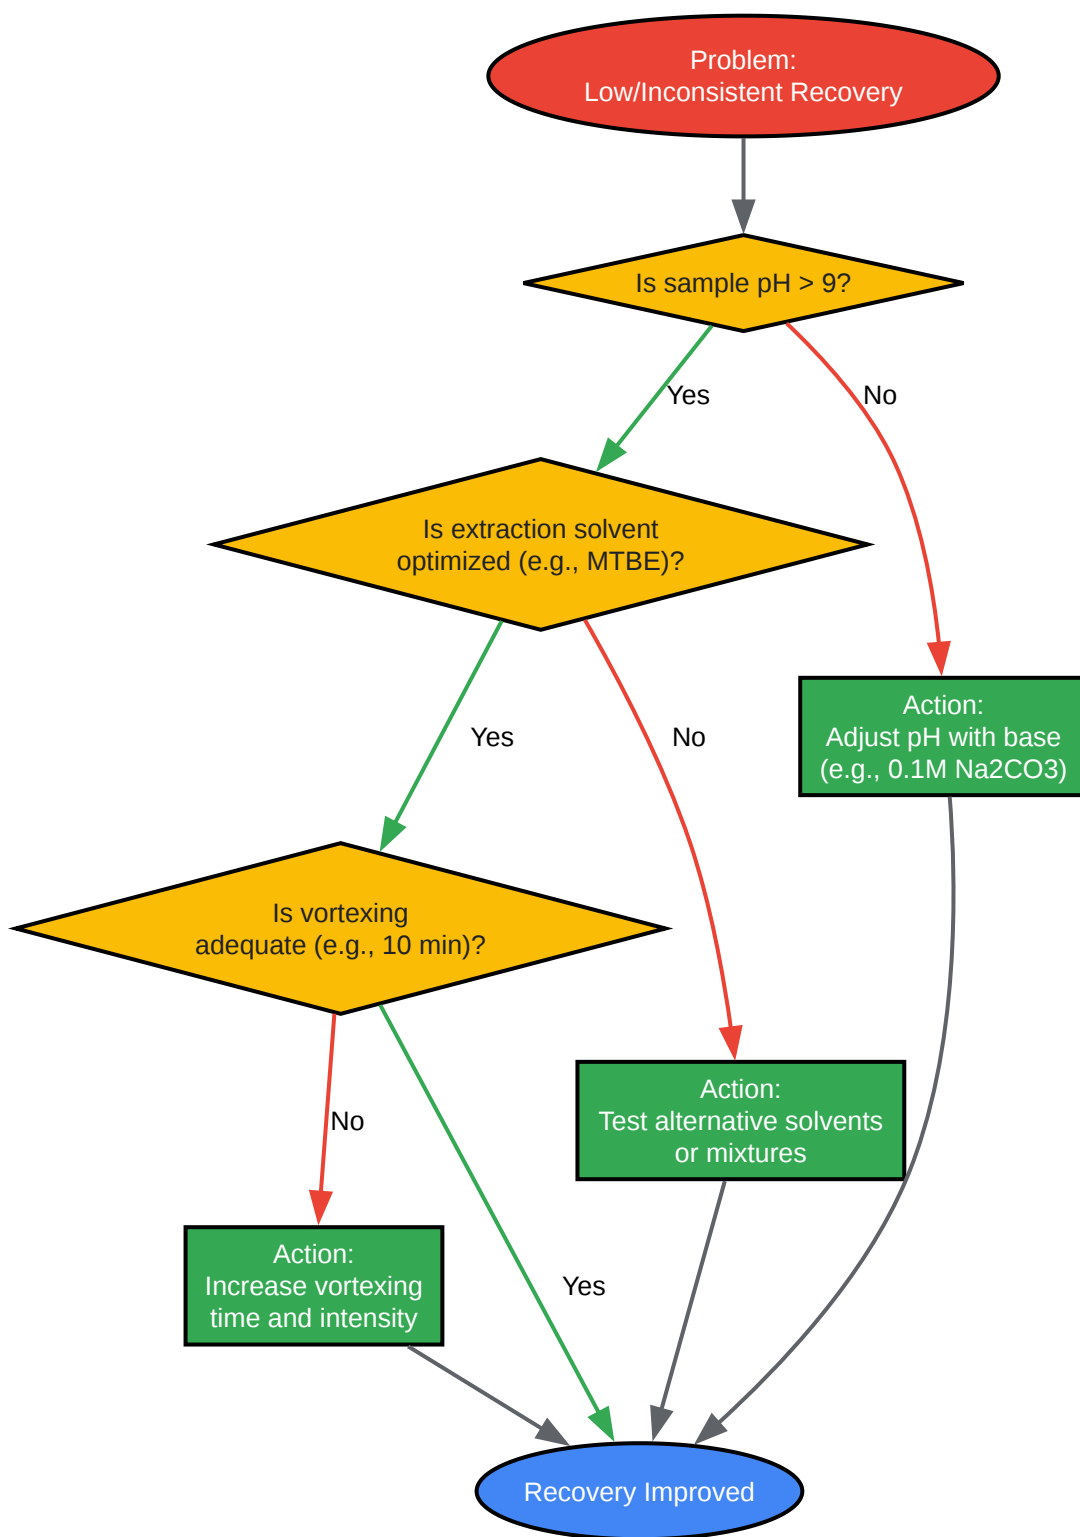 Problem:
Low/Inconsistent Recovery
Is sample pH > 9?
Yes
No
Is extraction solvent
optimized (e.g., MTBE)?
Action:
Adjust pH with base
(e.g., 0.1M Na2CO3)
Yes
No
Is vortexing
adequate (e.g., 10 min)?
Action:
Test alternative solvents
or mixtures
No
Action:
Increase vortexing
time and intensity
Yes
Recovery Improved